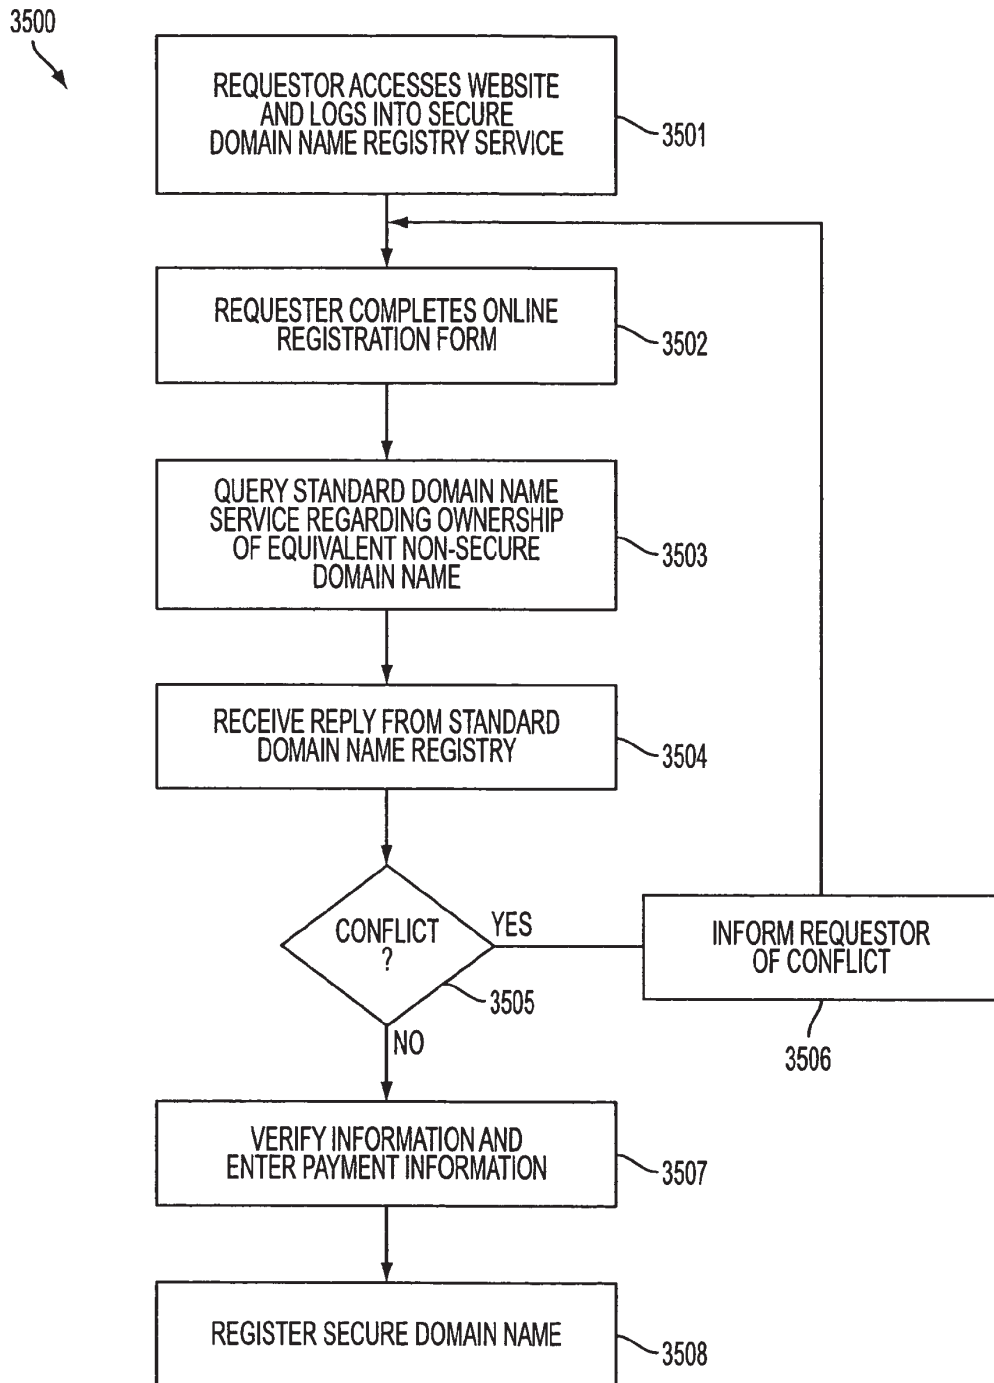 3500
REQUESTOR ACCESSES WEBSITE
AND LOGS INTO SECURE
DOMAIN NAME REGISTRY SERVICE
3501
REQUESTER COMPLETES ONLINE
REGISTRATION FORM
3502
QUERY STANDARD DOMAIN NAME
SERVICE REGARDING OWNERSHIP
OF EQUIVALENT NON-SECURE
DOMAIN NAME
3503
RECEIVE REPLY FROM STANDARD
DOMAIN NAME REGISTRY
3504
CONFLICT
?
YES
3505
NO
INFORM REQUESTOR
OF CONFLICT
3506
VERIFY INFORMATION AND
ENTER PAYMENT INFORMATION
3507
REGISTER SECURE DOMAIN NAME
3508